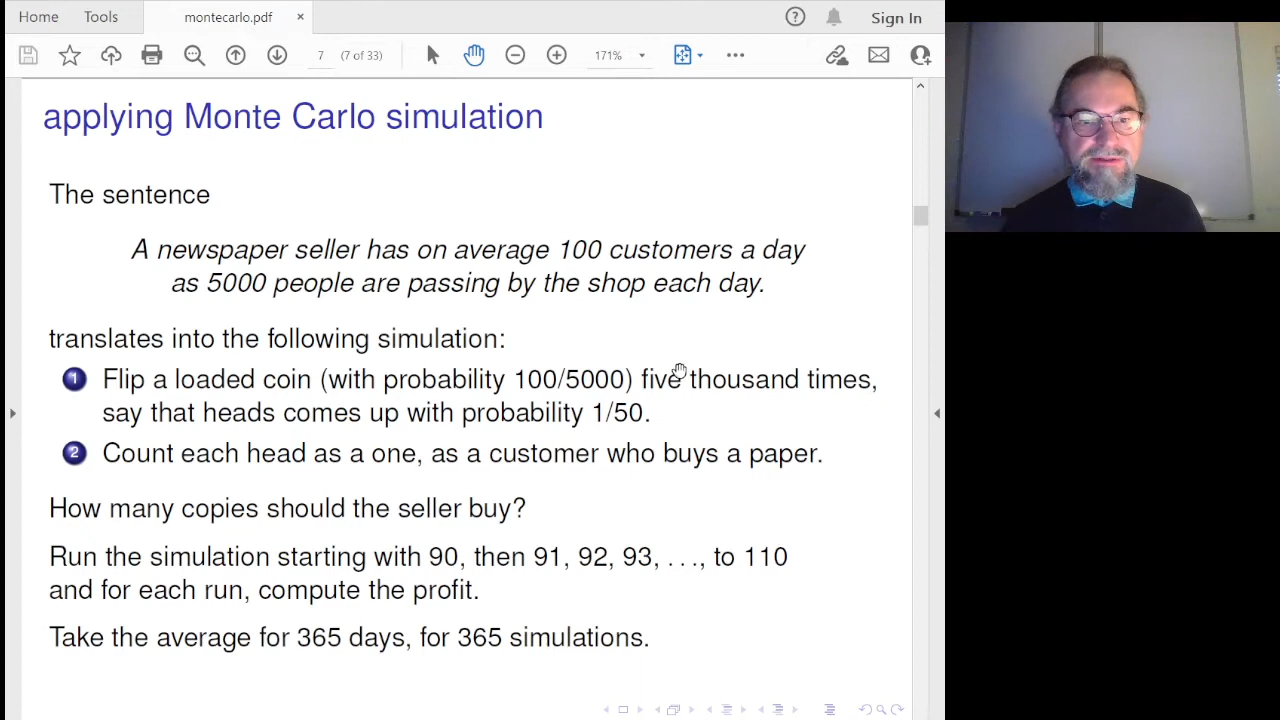 Home Tools montecarlo.pdf × Sign In
7 (7 of 33) 171%
applying Monte Carlo simulation
The sentence
A newspaper seller has on average 100 customers a day
as 5000 people are passing by the shop each day.
translates into the following simulation:
1 Flip a loaded coin (with probability 100/5000) five thousand times,
say that heads comes up with probability 1/50.
2 Count each head as a one, as a customer who buys a paper.
How many copies should the seller buy?
Run the simulation starting with 90, then 91, 92, 93, . . ., to 110
and for each run, compute the profit.
Take the average for 365 days, for 365 simulations.